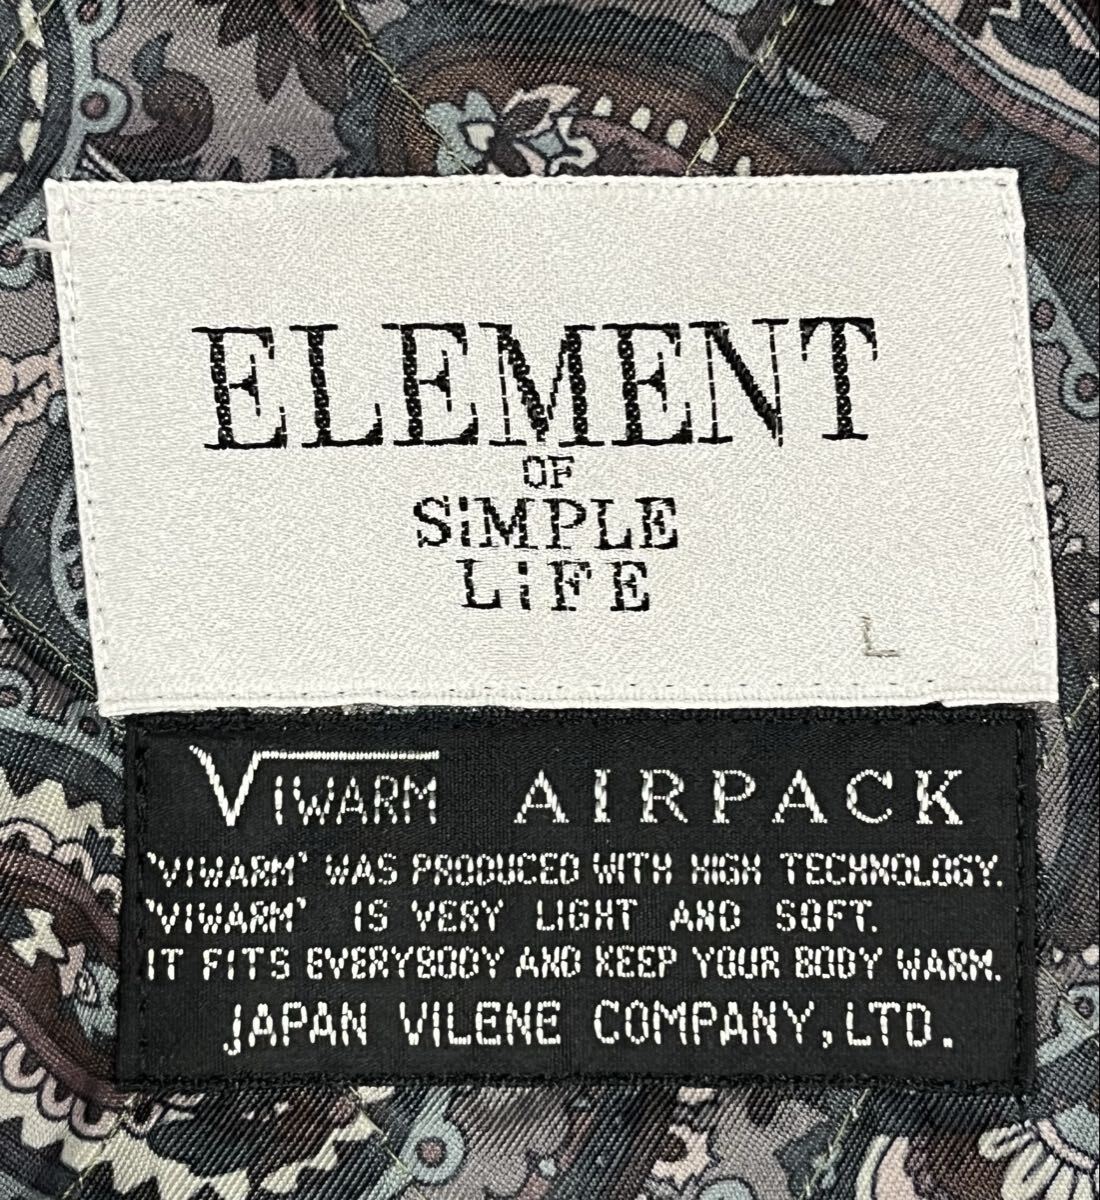 ELEMENT
OF
SiMPLE
LiFE
L
VIWARM AIRPACK
'VIWARM' WAS PRODUCED WITH HIGH TECHNOLOGY.
'VIWARM' IS VERY LIGHT AND SOFT.
IT FITS EVERYBODY AND KEEP YOUR BODY WARM.
JAPAN VILENE COMPANY,LTD.